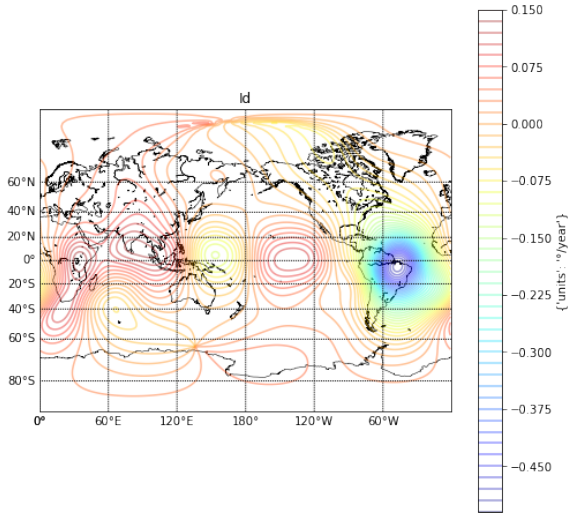 Id
60°N
40°N
20°N
0°
20°S
40°S
60°S
80°S
0° 60°E 120°E 180° 120°W 60°W
0.150
0.075
0.000
−0.075
−0.150
−0.225
−0.300
−0.375
−0.450
{'units': '°/year'}